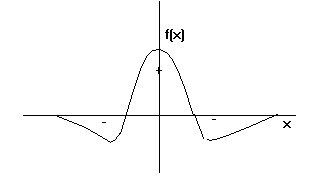 f(x)
+
- -
x